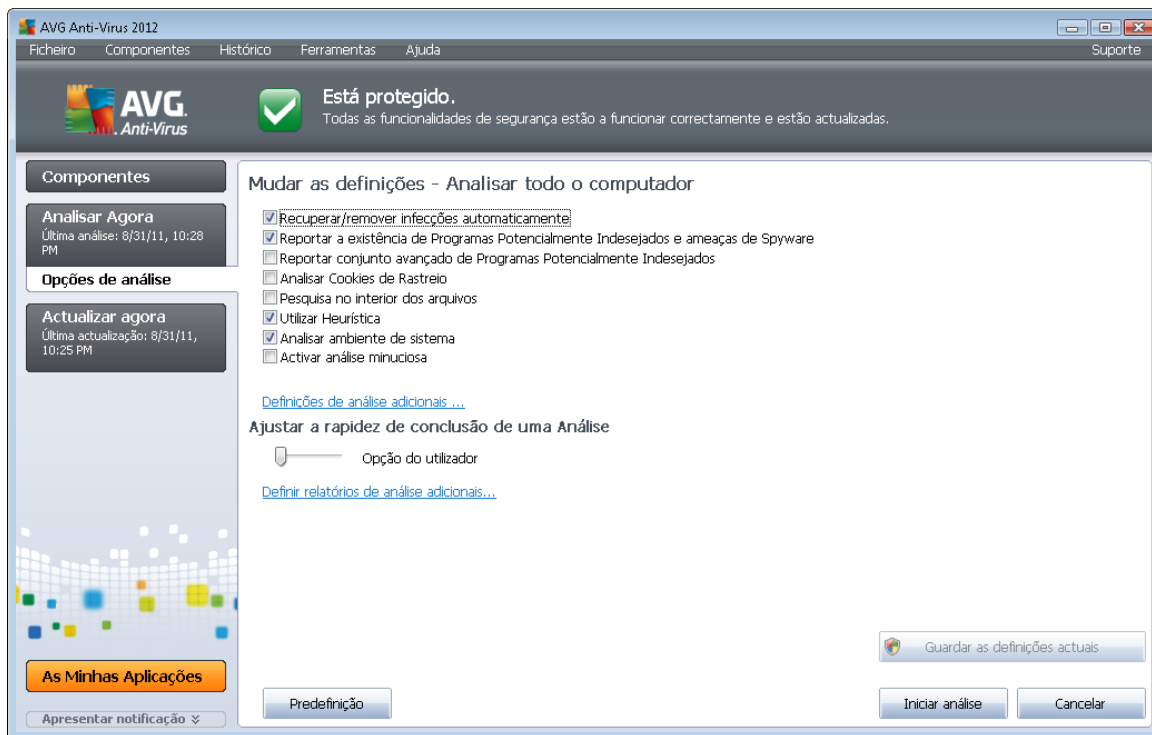 AVG Anti-Virus 2012
Ficheiro Componentes Histórico Ferramentas Ajuda Suporte
AVG.
Anti-Virus
Está protegido.
Todas as funcionalidades de segurança estão a funcionar correctamente e estão actualizadas.
Componentes
Analisar Agora
Última análise: 8/31/11, 10:28
PM
Opções de análise
Actualizar agora
Última actualização: 8/31/11,
10:25 PM
As Minhas Aplicações
Apresentar notificação
Mudar as definições - Analisar todo o computador
Recuperar/remover infecções automaticamente
Reportar a existência de Programas Potencialmente Indesejados e ameaças de Spyware
Reportar conjunto avançado de Programas Potencialmente Indesejados
Analisar Cookies de Rastreio
Pesquisa no interior dos arquivos
Utilizar Heurística
Analisar ambiente de sistema
Activar análise minuciosa
Definições de análise adicionais ...
Ajustar a rapidez de conclusão de uma Análise
Opção do utilizador
Definir relatórios de análise adicionais...
Guardar as definições actuais
Predefinição
Iniciar análise
Cancelar